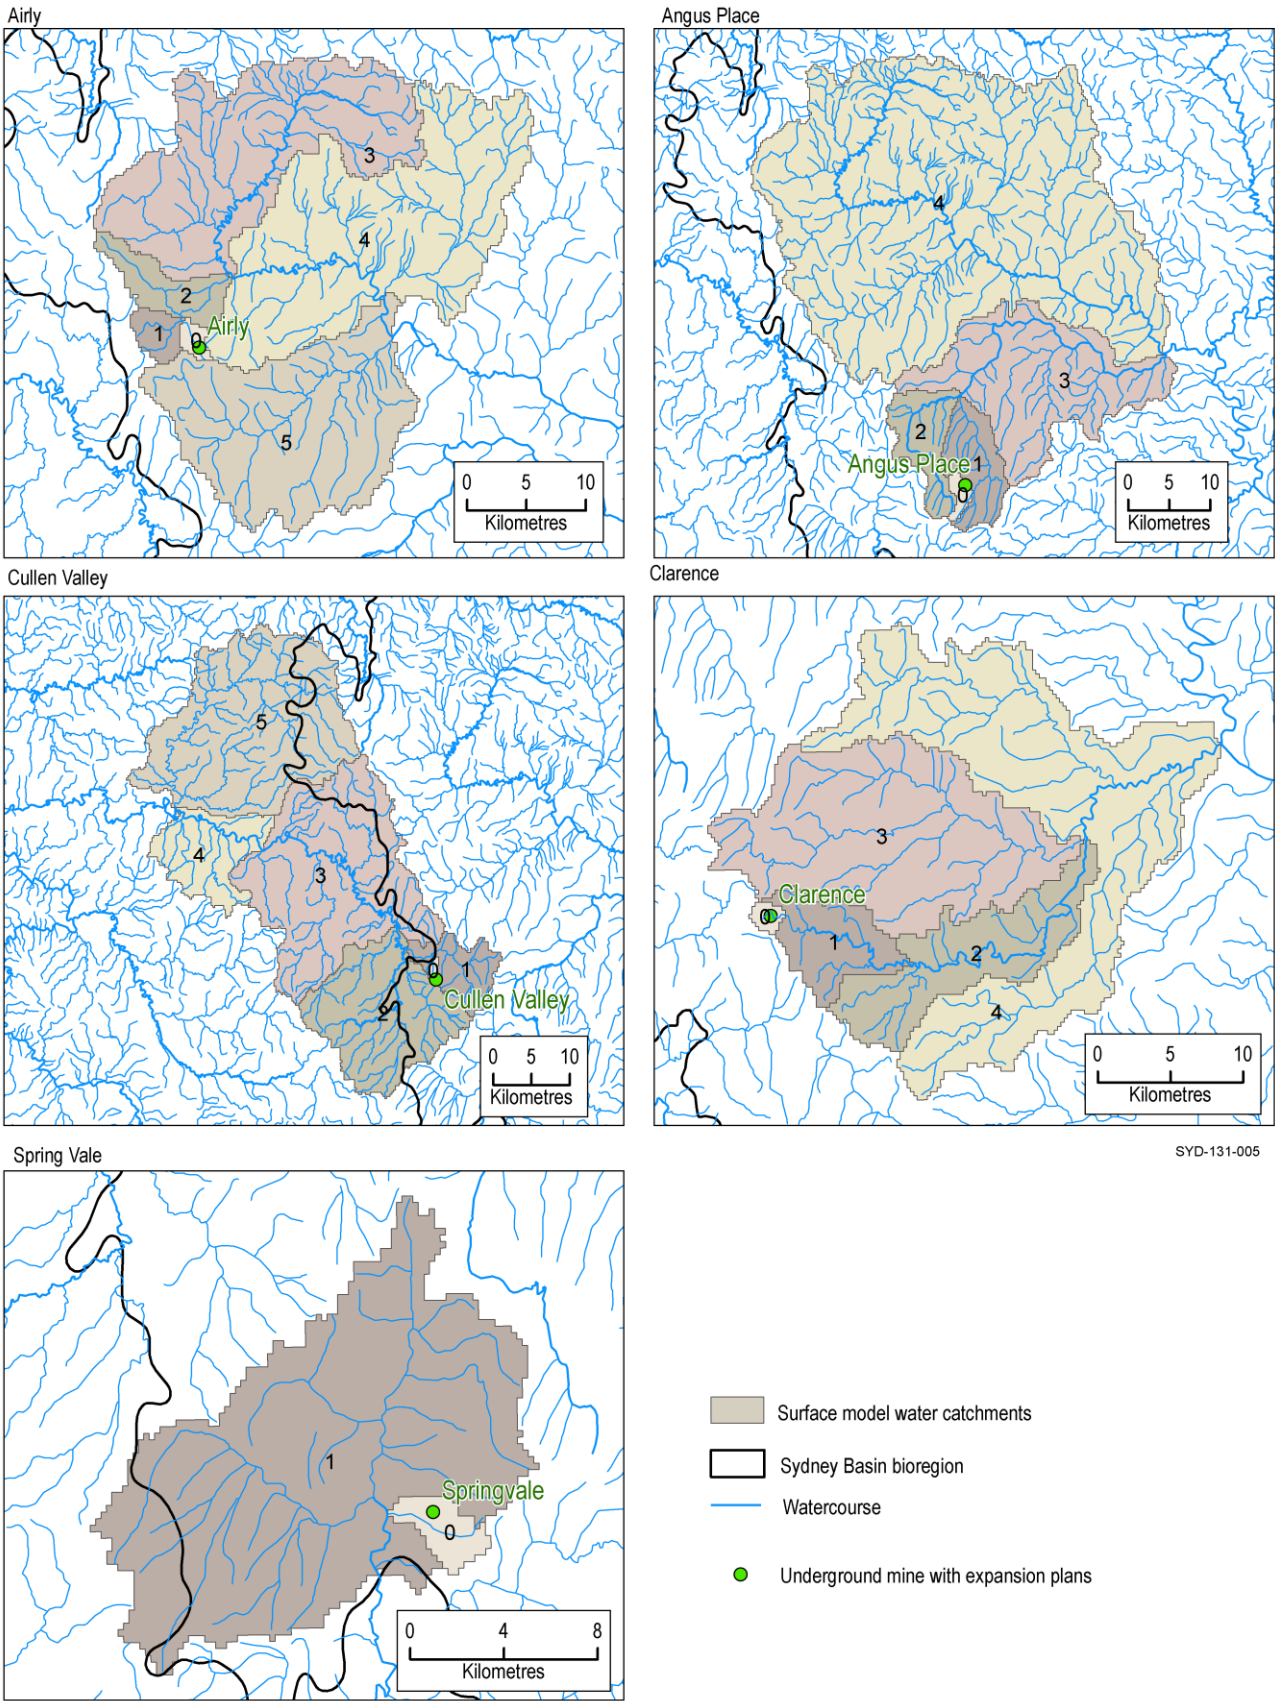 Airly
3
4
2
1
0
Airly
5
0 5 10
Kilometres
Angus Place
4
3
2
Angus Place
1
0
0 5 10
Kilometres
Cullen Valley
5
4
3
0
1
Cullen Valley
2
0 5 10
Kilometres
Clarence
3
Clarence
0
1
2
4
0 5 10
Kilometres
SYD-131-005
Spring Vale
1
Springvale
0
0 4 8
Kilometres
Surface model water catchments
Sydney Basin bioregion
Watercourse
Underground mine with expansion plans